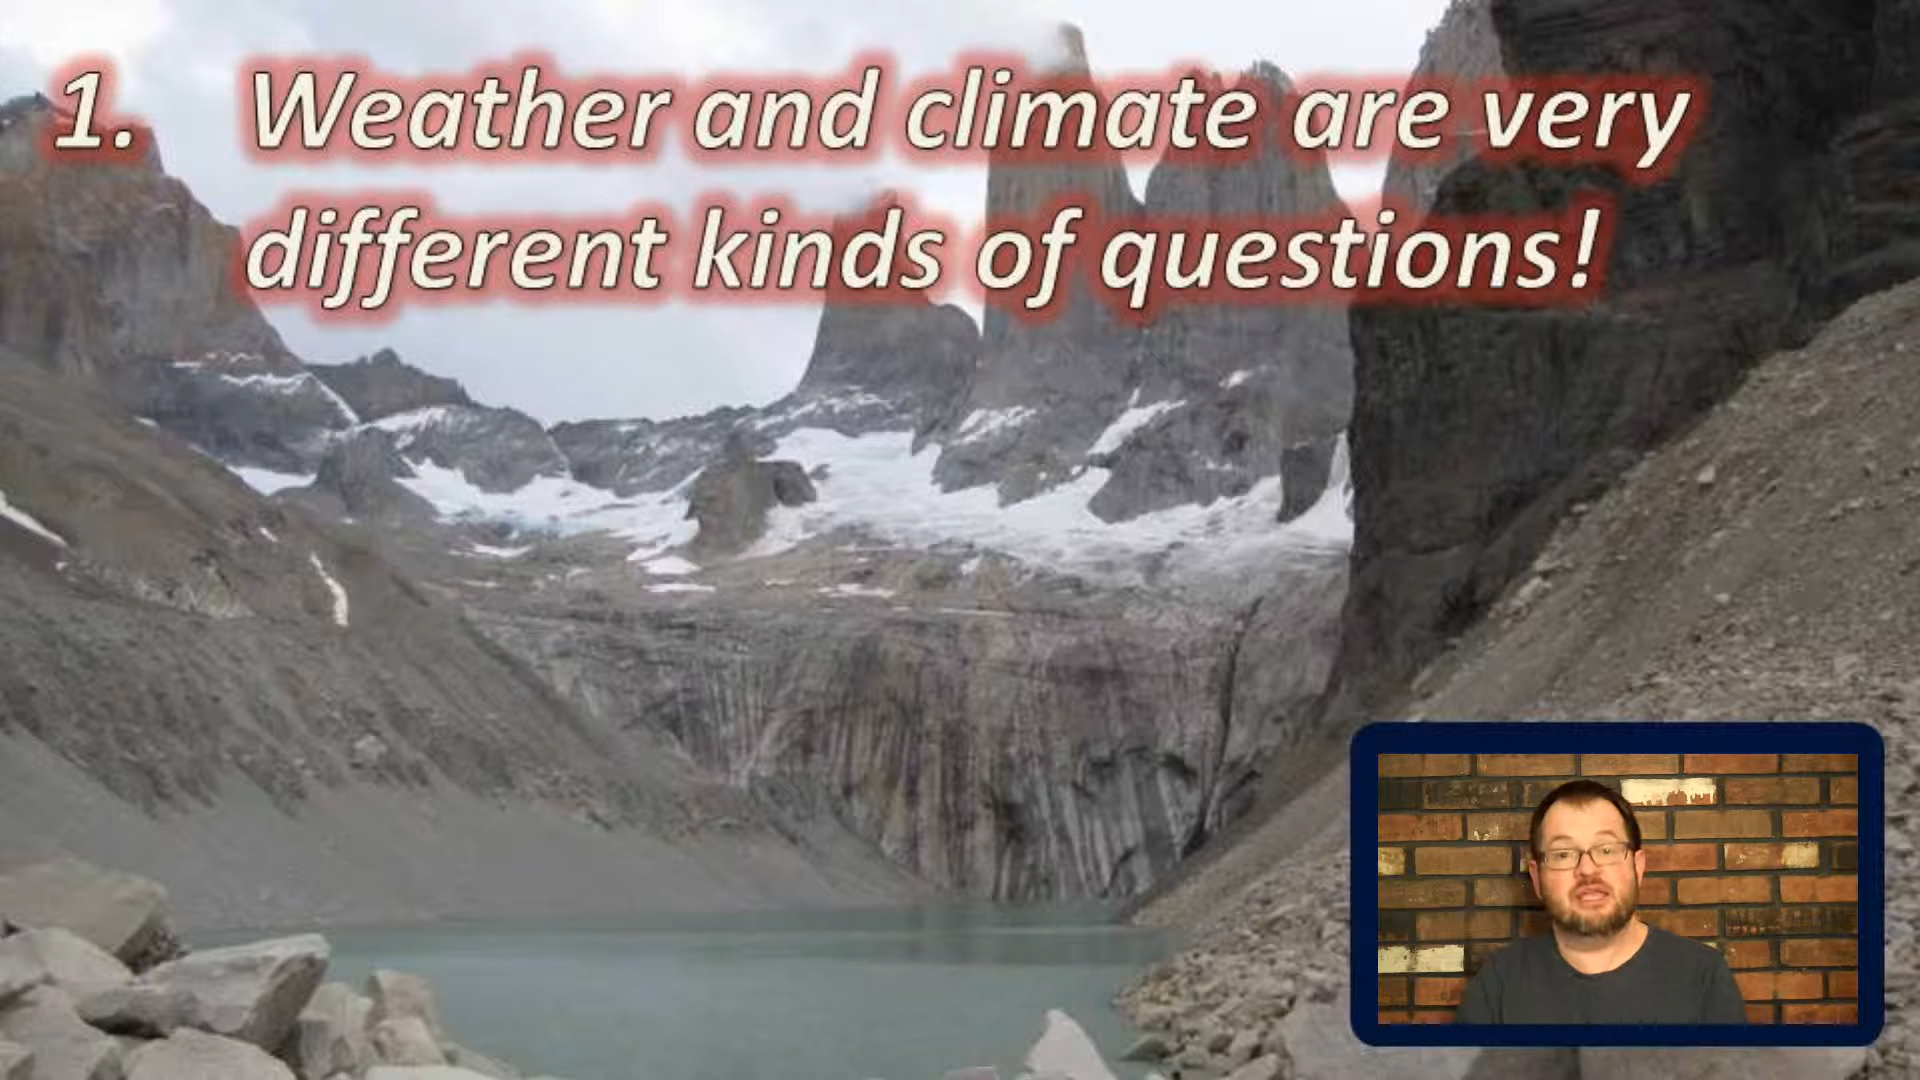 1. Weather and climate are very
different kinds of questions!